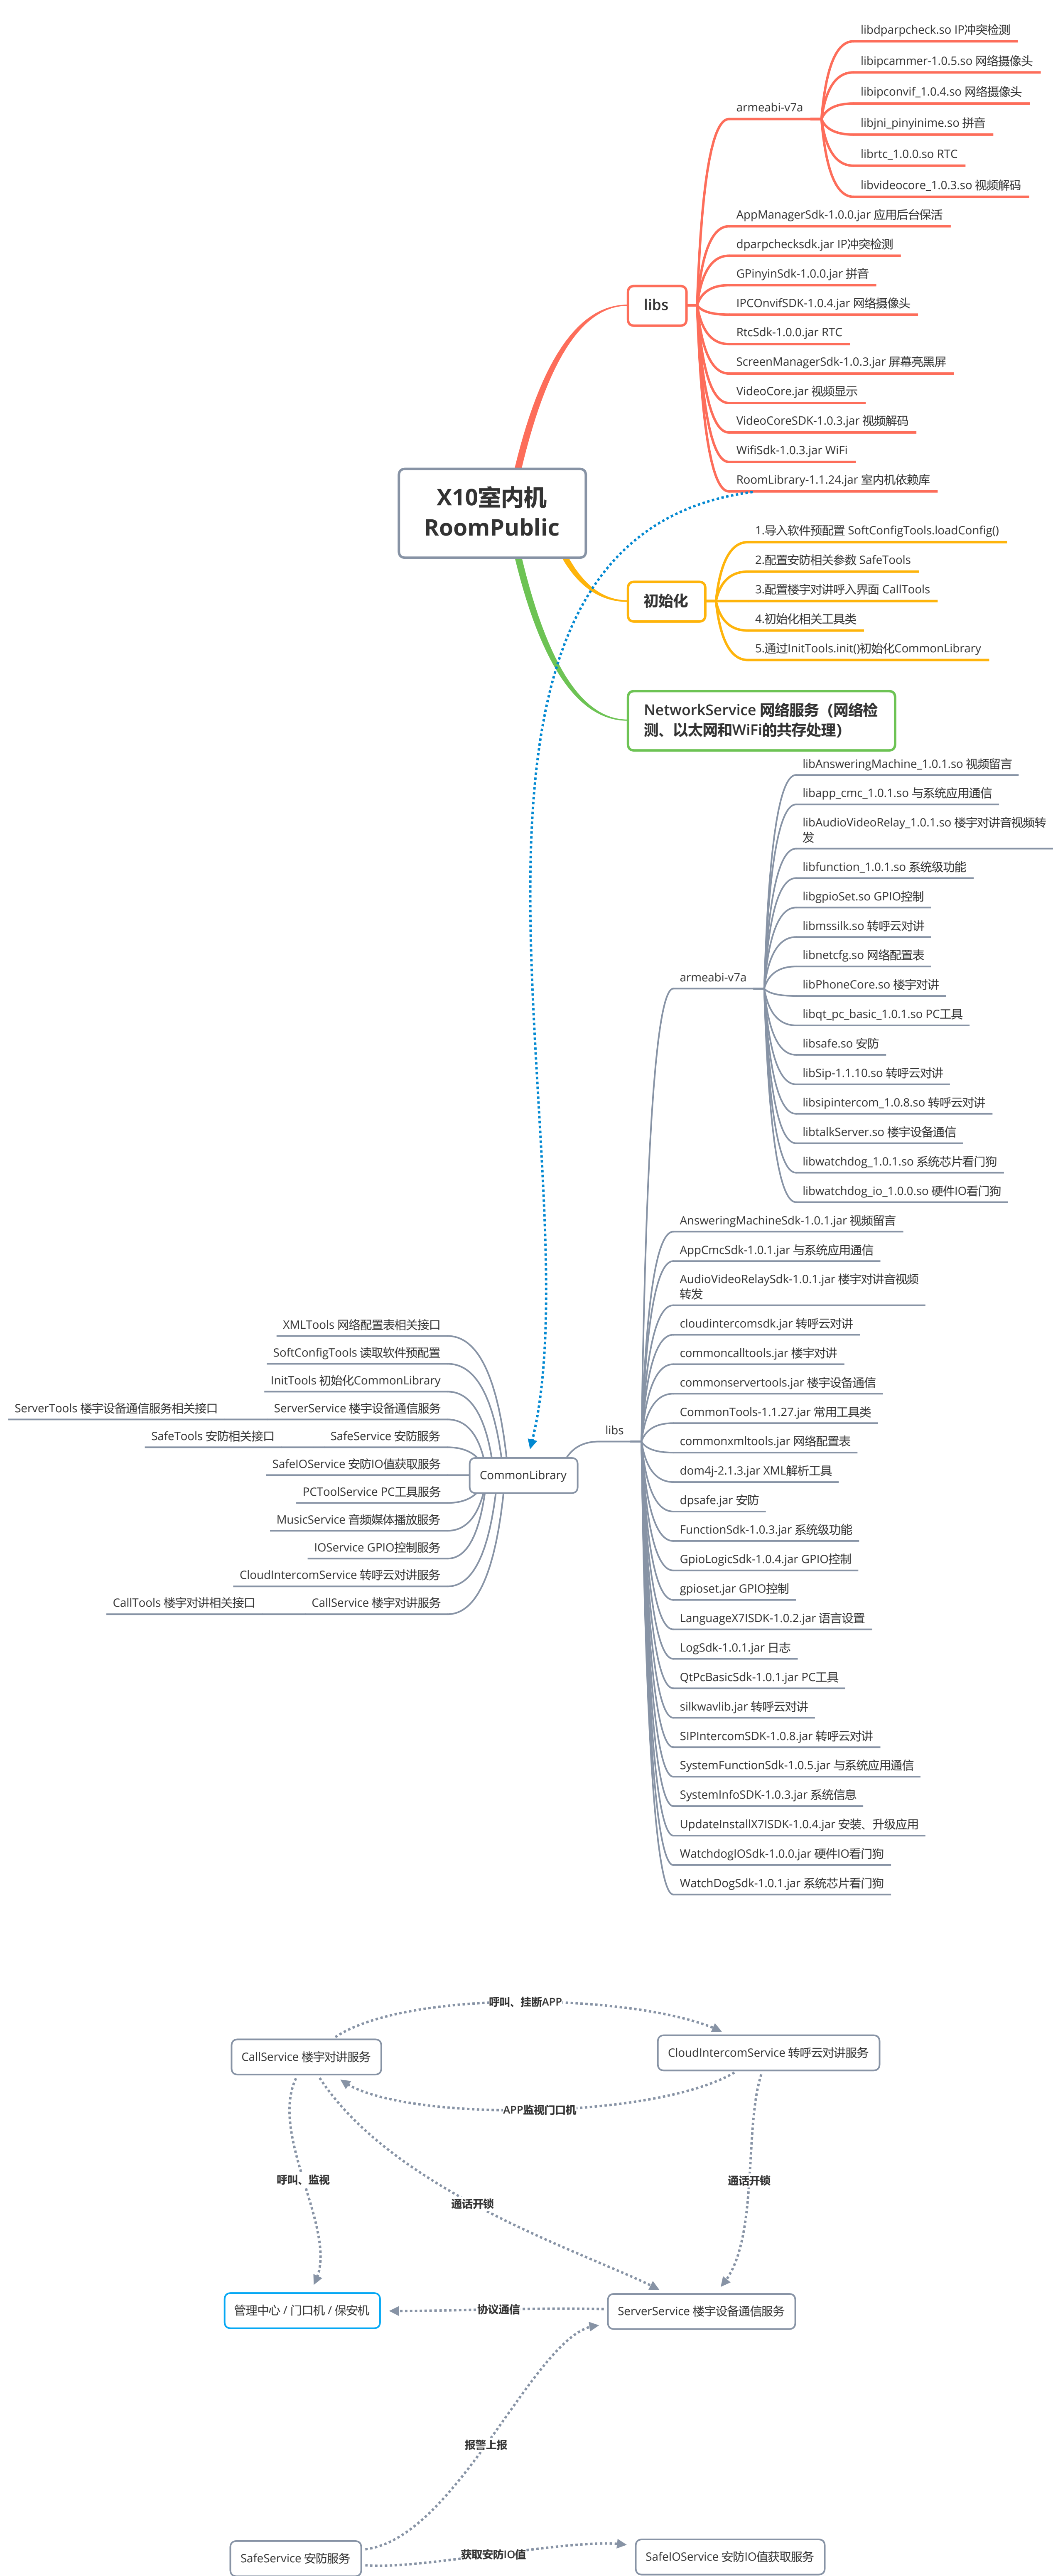 libdparpcheck.so IP冲突检测
libipcammer-1.0.5.so 网络摄像头
libipconvif_1.0.4.so 网络摄像头
armeabi-v7a
libjni_pinyinime.so 拼音
librtc_1.0.0.so RTC
libvideocore_1.0.3.so 视频解码
AppManagerSdk-1.0.0.jar 应用后台保活
dparpchecksdk.jar IP冲突检测
GPinyinSdk-1.0.0.jar 拼音
libs
IPCOnvifSDK-1.0.4.jar 网络摄像头
RtcSdk-1.0.0.jar RTC
ScreenManagerSdk-1.0.3.jar 屏幕亮黑屏
VideoCore.jar 视频显示
VideoCoreSDK-1.0.3.jar 视频解码
WifiSdk-1.0.3.jar WiFi
RoomLibrary-1.1.24.jar 室内机依赖库
X10室内机
RoomPublic
1.导入软件预配置 SoftConfigTools.loadConfig()
2.配置安防相关参数 SafeTools
初始化
3.配置楼宇对讲呼入界面 CallTools
4.初始化相关工具类
5.通过InitTools.init()初始化CommonLibrary
NetworkService 网络服务（网络检
测、以太网和WiFi的共存处理）
libAnsweringMachine_1.0.1.so 视频留言
libapp_cmc_1.0.1.so 与系统应用通信
libAudioVideoRelay_1.0.1.so 楼宇对讲音视频转
发
libfunction_1.0.1.so 系统级功能
libgpioSet.so GPIO控制
libmssilk.so 转呼云对讲
libnetcfg.so 网络配置表
armeabi-v7a
libPhoneCore.so 楼宇对讲
libqt_pc_basic_1.0.1.so PC工具
libsafe.so 安防
libSip-1.1.10.so 转呼云对讲
libsipintercom_1.0.8.so 转呼云对讲
libtalkServer.so 楼宇设备通信
libwatchdog_1.0.1.so 系统芯片看门狗
libwatchdog_io_1.0.0.so 硬件IO看门狗
AnsweringMachineSdk-1.0.1.jar 视频留言
AppCmcSdk-1.0.1.jar 与系统应用通信
AudioVideoRelaySdk-1.0.1.jar 楼宇对讲音视频
转发
cloudintercomsdk.jar 转呼云对讲
commoncalltools.jar 楼宇对讲
commonservertools.jar 楼宇设备通信
CommonTools-1.1.27.jar 常用工具类
libs
commonxmltools.jar 网络配置表
dom4j-2.1.3.jar XML解析工具
dpsafe.jar 安防
FunctionSdk-1.0.3.jar 系统级功能
GpioLogicSdk-1.0.4.jar GPIO控制
gpioset.jar GPIO控制
LanguageX7ISDK-1.0.2.jar 语言设置
LogSdk-1.0.1.jar 日志
QtPcBasicSdk-1.0.1.jar PC工具
silkwavlib.jar 转呼云对讲
SIPIntercomSDK-1.0.8.jar 转呼云对讲
SystemFunctionSdk-1.0.5.jar 与系统应用通信
SystemInfoSDK-1.0.3.jar 系统信息
UpdateInstallX7ISDK-1.0.4.jar 安装、升级应用
WatchdogIOSdk-1.0.0.jar 硬件IO看门狗
WatchDogSdk-1.0.1.jar 系统芯片看门狗
CommonLibrary
XMLTools 网络配置表相关接口
SoftConfigTools 读取软件预配置
InitTools 初始化CommonLibrary
ServerTools 楼宇设备通信服务相关接口
ServerService 楼宇设备通信服务
SafeTools 安防相关接口
SafeService 安防服务
SafeIOService 安防IO值获取服务
PCToolService PC工具服务
MusicService 音频媒体播放服务
IOService GPIO控制服务
CloudIntercomService 转呼云对讲服务
CallTools 楼宇对讲相关接口
CallService 楼宇对讲服务
呼叫、挂断APP
CallService 楼宇对讲服务
CloudIntercomService 转呼云对讲服务
APP监视门口机
呼叫、监视
通话开锁
通话开锁
管理中心 / 门口机 / 保安机
协议通信
ServerService 楼宇设备通信服务
报警上报
SafeService 安防服务
获取安防IO值
SafeIOService 安防IO值获取服务